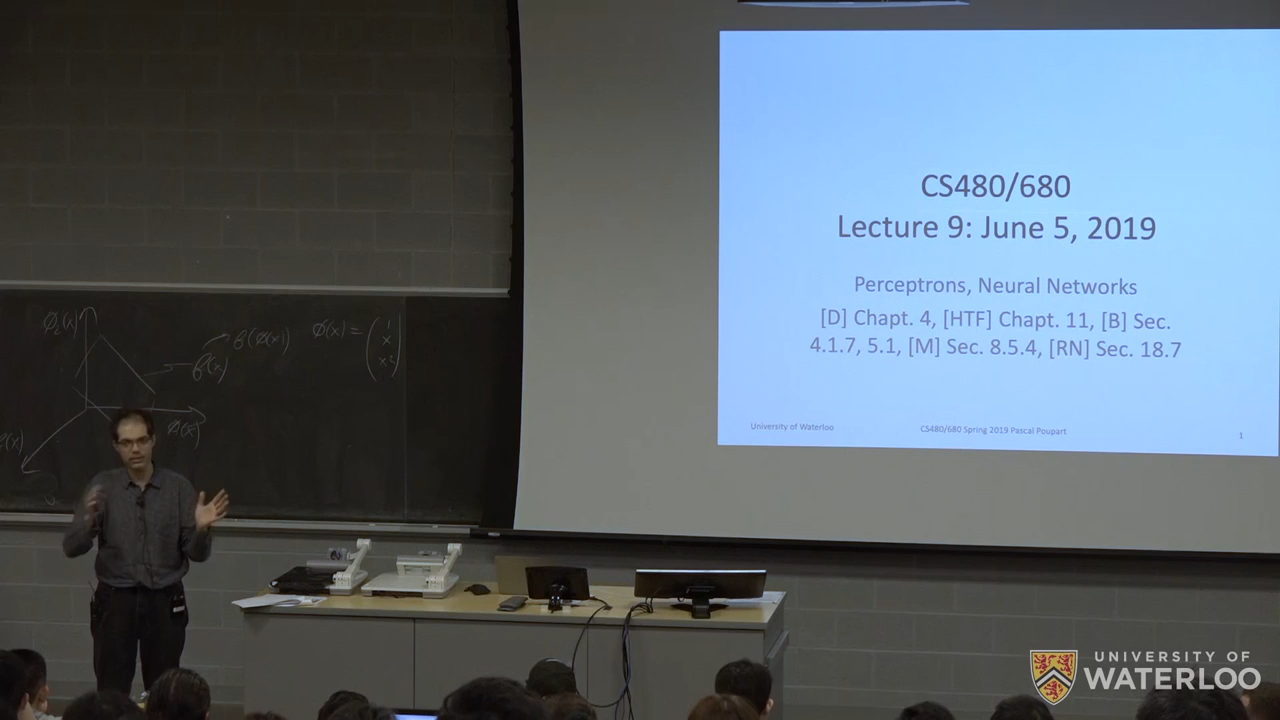 CS480/680
Lecture 9: June 5, 2019
Perceptrons, Neural Networks
[D] Chapt. 4, [HTF] Chapt. 11, [B] Sec.
4.1.7, 5.1, [M] Sec. 8.5.4, [RN] Sec. 18.7
University of Waterloo
CS480/680 Spring 2019 Pascal Poupart
1
ϕ(x) =
1
x
x²
UNIVERSITY OF
WATERLOO